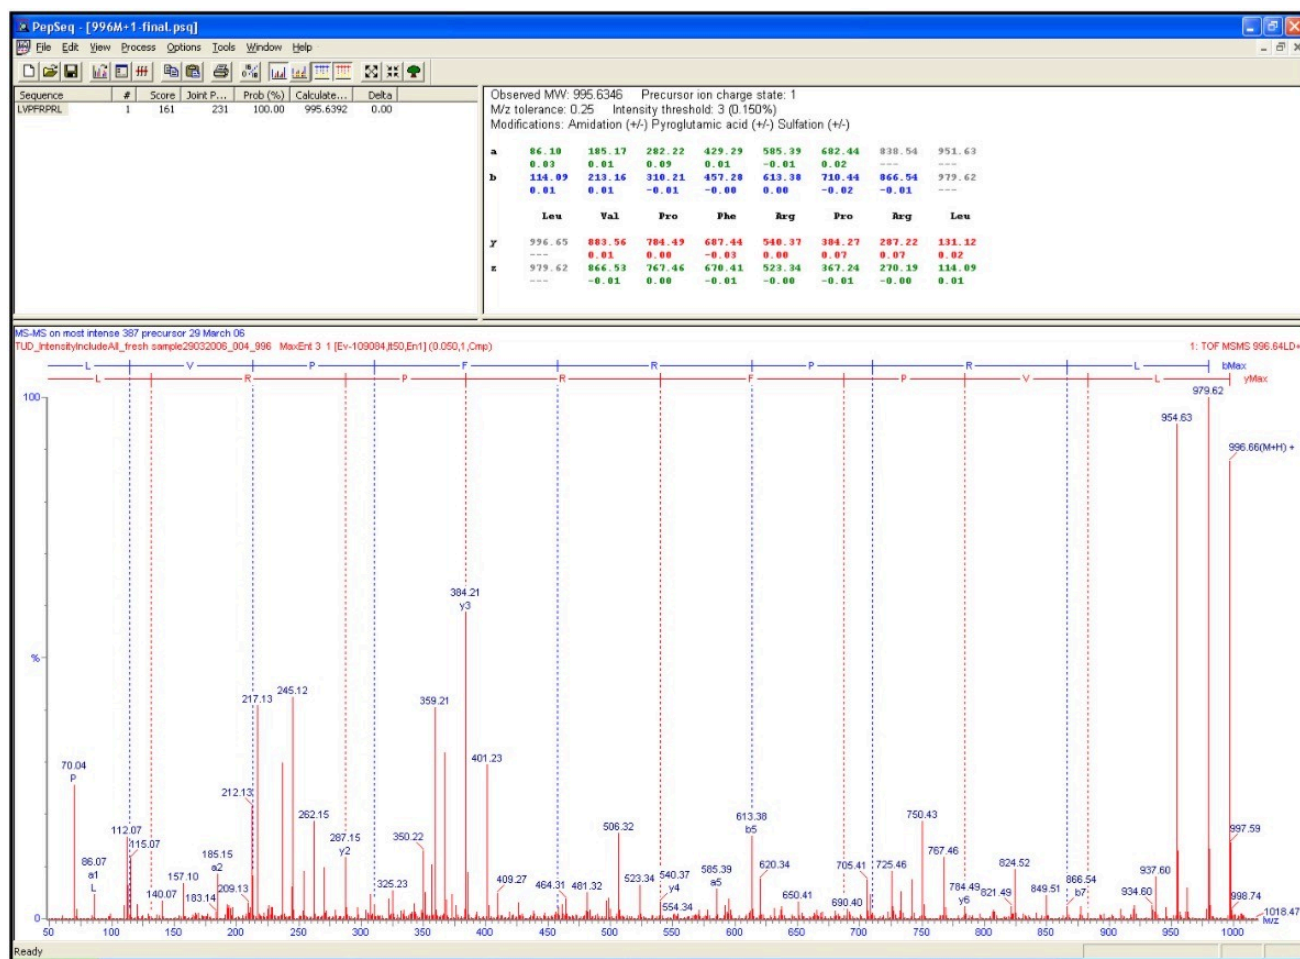 PepSeq - [996M+1-final.psq]
File Edit View Process Options Tools Window Help
Sequence # Score Joint P... Prob (%) Calculate... Delta
LVPFRPRL 1 161 231 100.00 995.6392 0.00
Observed MW: 995.6346 Precursor ion charge state: 1
M/z tolerance: 0.25 Intensity threshold: 3 (0.150%)
Modifications: Amidation (+/-) Pyroglutamic acid (+/-) Sulfation (+/-)
a 86.10 185.17 282.22 429.29 585.39 682.44 838.54 951.63
0.03 0.01 0.09 0.01 -0.01 0.02 --- ---
b 114.09 213.16 310.21 457.28 613.38 710.44 866.54 979.62
0.01 0.01 -0.01 -0.00 0.00 -0.02 -0.01 ---
Leu Val Pro Phe Arg Pro Arg Leu
y 996.65 883.56 784.49 687.44 540.37 384.27 287.22 131.12
--- 0.01 0.00 -0.03 0.00 0.07 0.07 0.02
z 979.62 866.53 767.46 670.41 523.34 367.24 270.19 114.09
--- -0.01 0.00 -0.01 -0.00 -0.01 -0.00 0.01
MS-MS on most intense 387 precursor 29 March 06
TUD_IntensityIncludeAll_fresh sample29032006_004_996 MaxEnt 3 1 [Ev-109084,It50,En1] (0.050,1,Cmp) 1: TOF MSMS 996.64LD+
L V P F R P R L bMax
L R P R F P V L yMax
100
979.62
954.63
996.66(M+H) +
384.21
y3
%
217.13
245.12
359.21
401.23
70.04
P
212.13
262.15
112.07
115.07
287.15
y2
350.22
506.32
613.38
b5
750.43
997.59
86.07
a1
L
185.15
a2
157.10
140.07
183.14
209.13
325.23
409.27
464.31
481.32
523.34
540.37
y4
554.34
585.39
a5
620.34
650.41
705.41
690.40
725.46
767.46
784.49
y6
824.52
821.49
849.51
866.54
b7
937.60
934.60
998.74
1018.47
0
m/z
50 100 150 200 250 300 350 400 450 500 550 600 650 700 750 800 850 900 950 1000
Ready